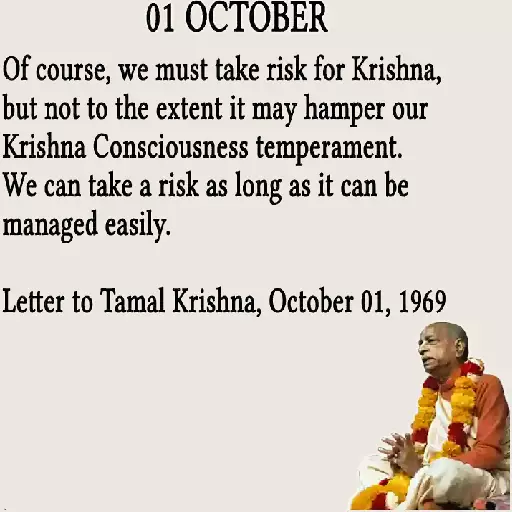 01 OCTOBER
Of course, we must take risk for Krishna,
but not to the extent it may hamper our
Krishna Consciousness temperament.
We can take a risk as long as it can be
managed easily.
Letter to Tamal Krishna, October 01, 1969